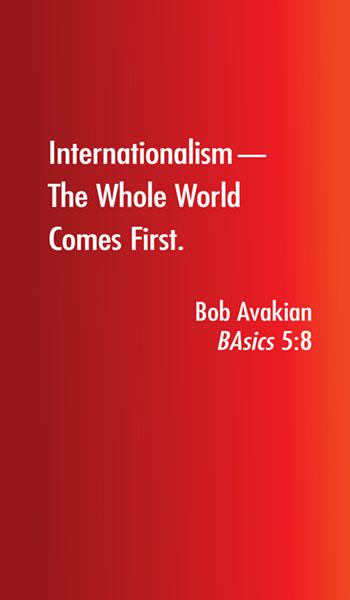 Internationalism —
The Whole World
Comes First.
Bob Avakian
BAsics 5:8